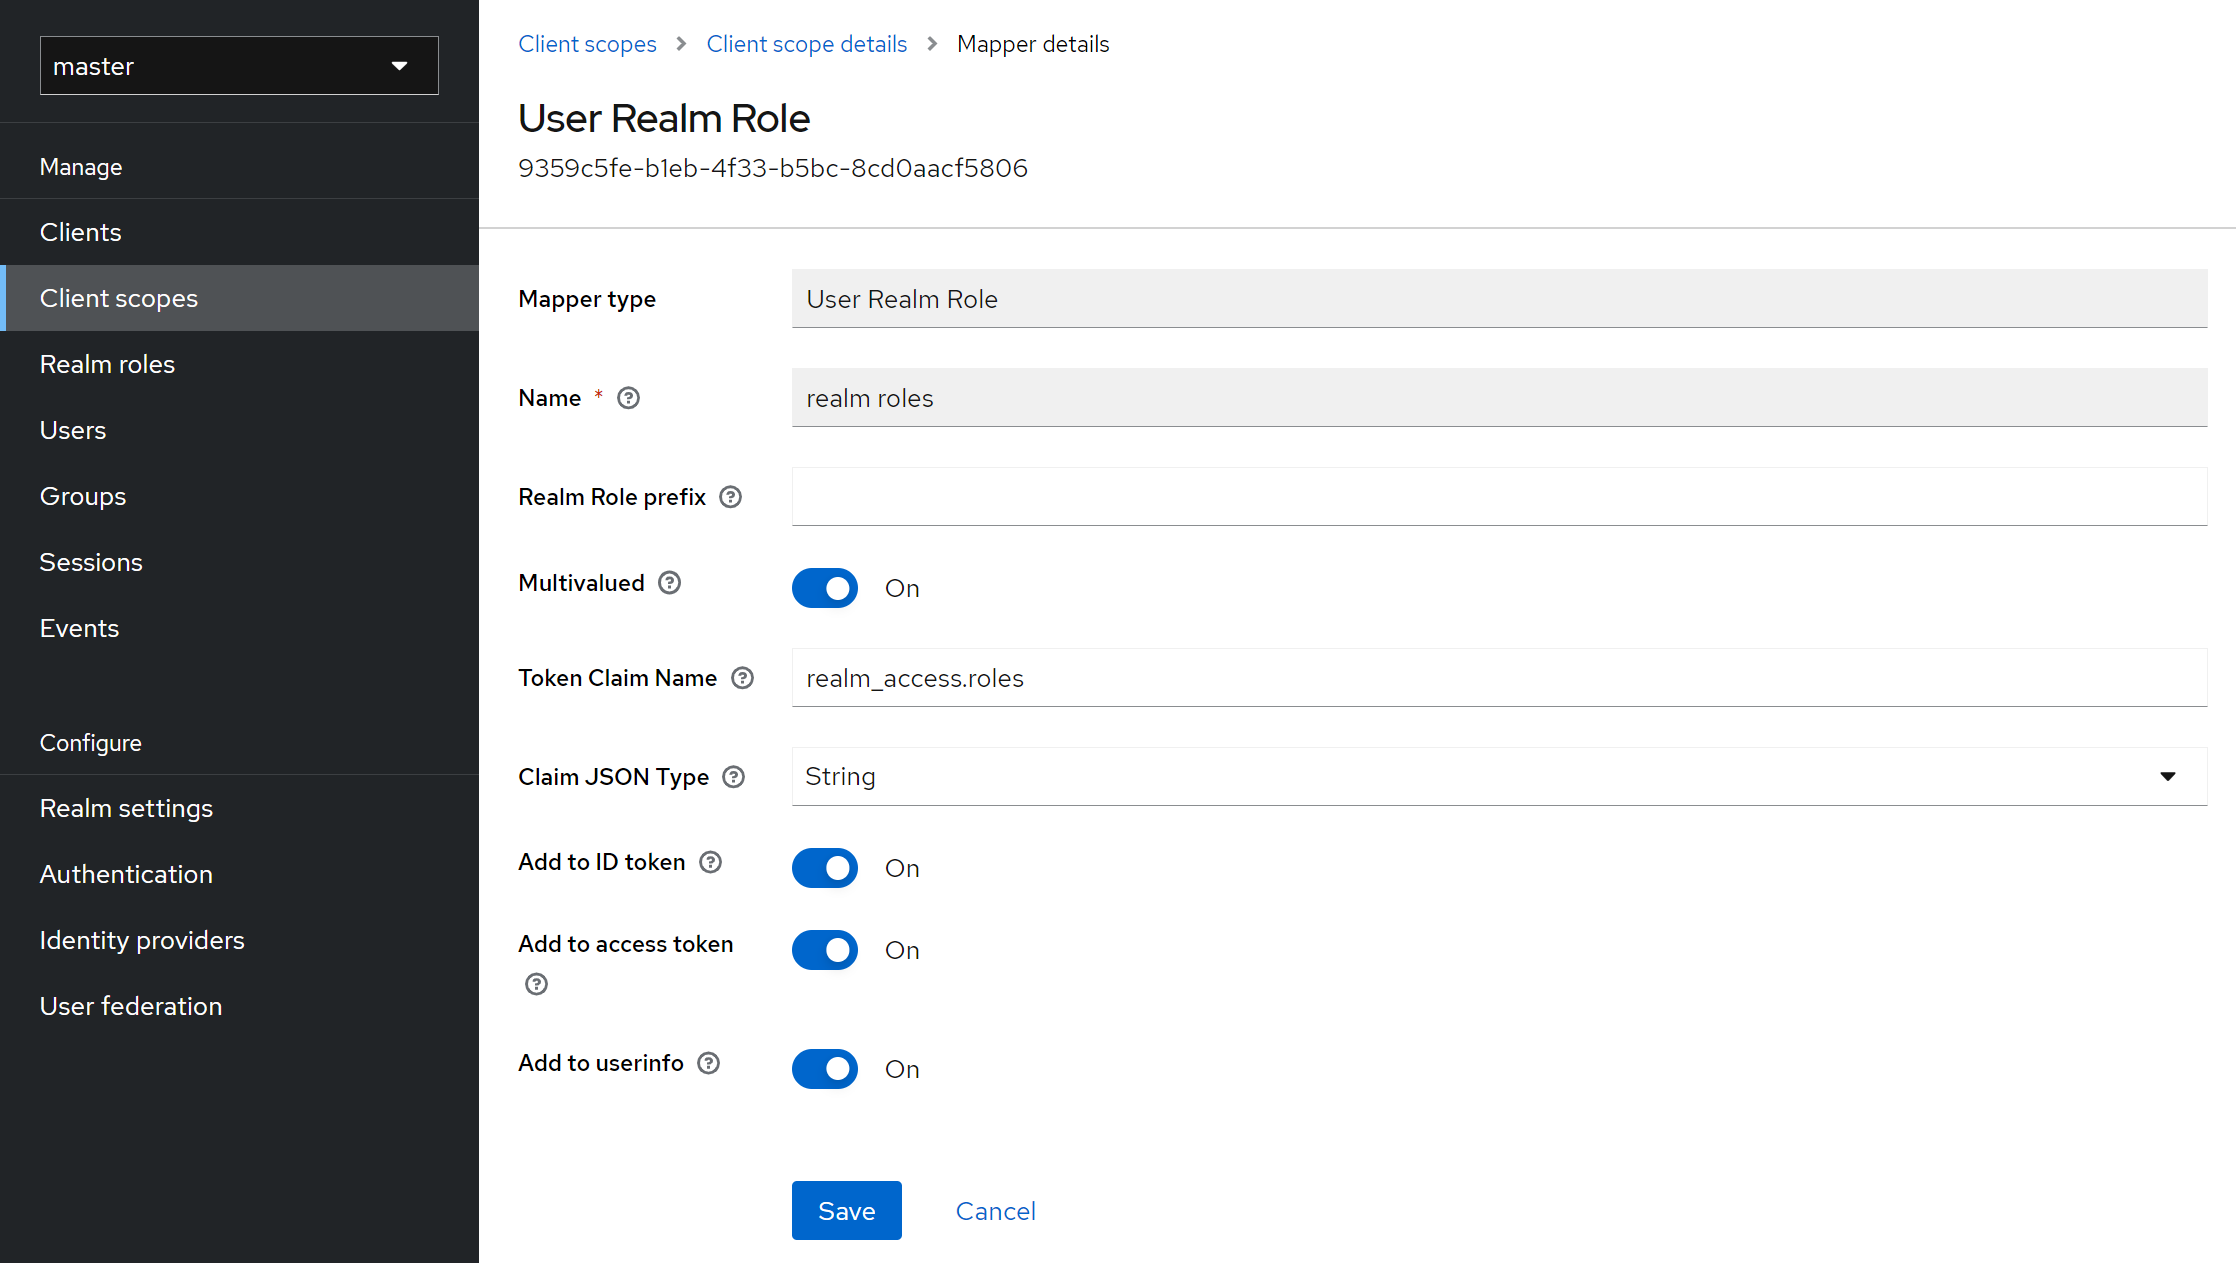 master
Manage
Clients
Client scopes
Realm roles
Users
Groups
Sessions
Events
Configure
Realm settings
Authentication
Identity providers
User federation
Client scopes > Client scope details > Mapper details
User Realm Role
9359c5fe-b1eb-4f33-b5bc-8cd0aacf5806
Mapper type User Realm Role
Name * realm roles
Realm Role prefix
Multivalued On
Token Claim Name realm_access.roles
Claim JSON Type String
Add to ID token On
Add to access token On
Add to userinfo On
Save Cancel